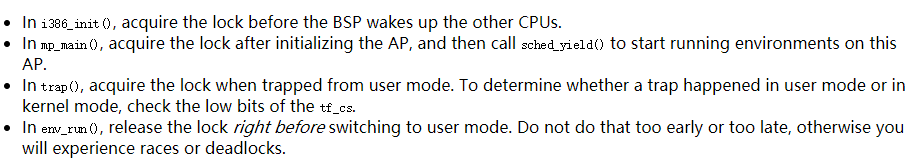 • In i386_init(), acquire the lock before the BSP wakes up the other CPUs.
• In mp_main(), acquire the lock after initializing the AP, and then call sched_yield() to start running environments on this
AP.
• In trap(), acquire the lock when trapped from user mode. To determine whether a trap happened in user mode or in
kernel mode, check the low bits of the tf_cs.
• In env_run(), release the lock right before switching to user mode. Do not do that too early or too late, otherwise you
will experience races or deadlocks.